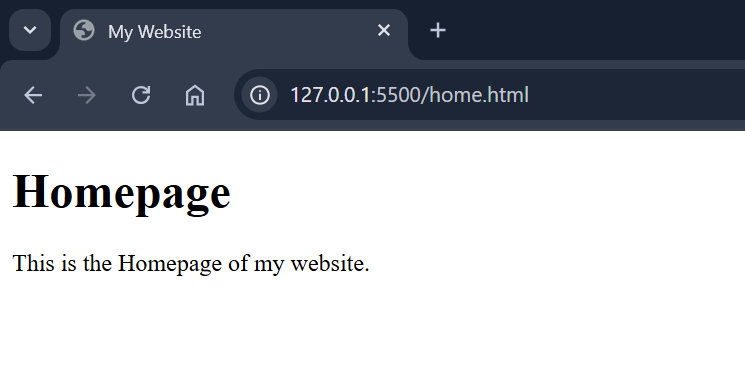 My Website
127.0.0.1:5500/home.html
Homepage
This is the Homepage of my website.